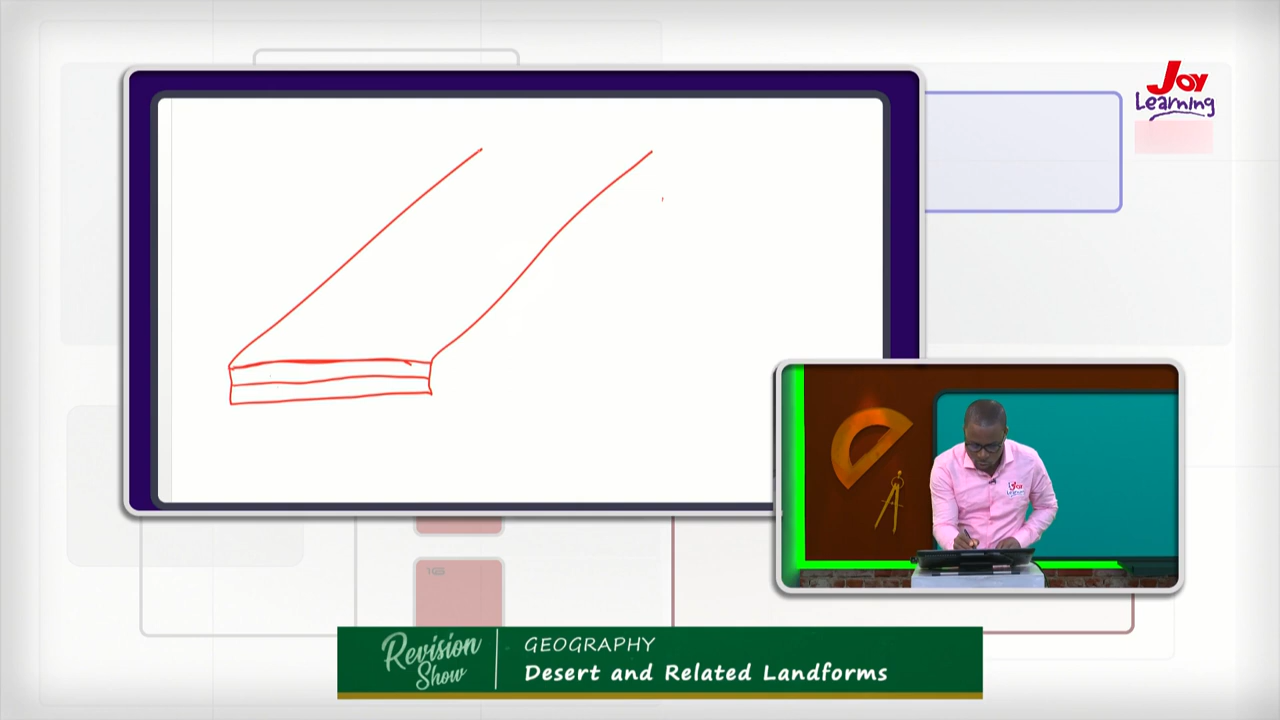 Joy
Learning
Revision
Show
GEOGRAPHY
Desert and Related Landforms